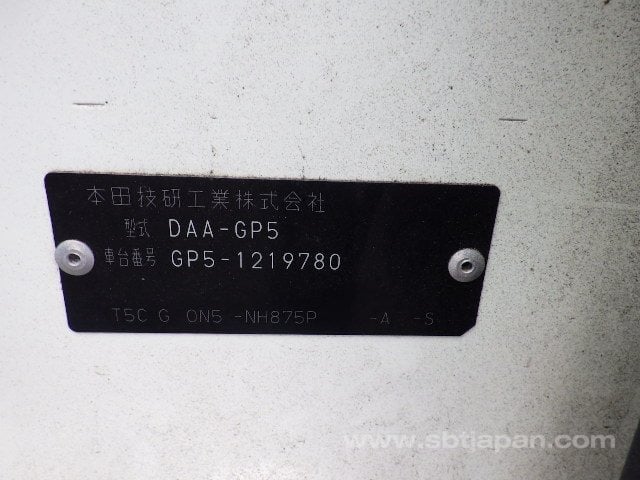 本田技研工業株式会社
型式 DAA-GP5
車台番号 GP5-1219780
T5C G ON5 -NH875P -A -S
www.sbtjapan.com